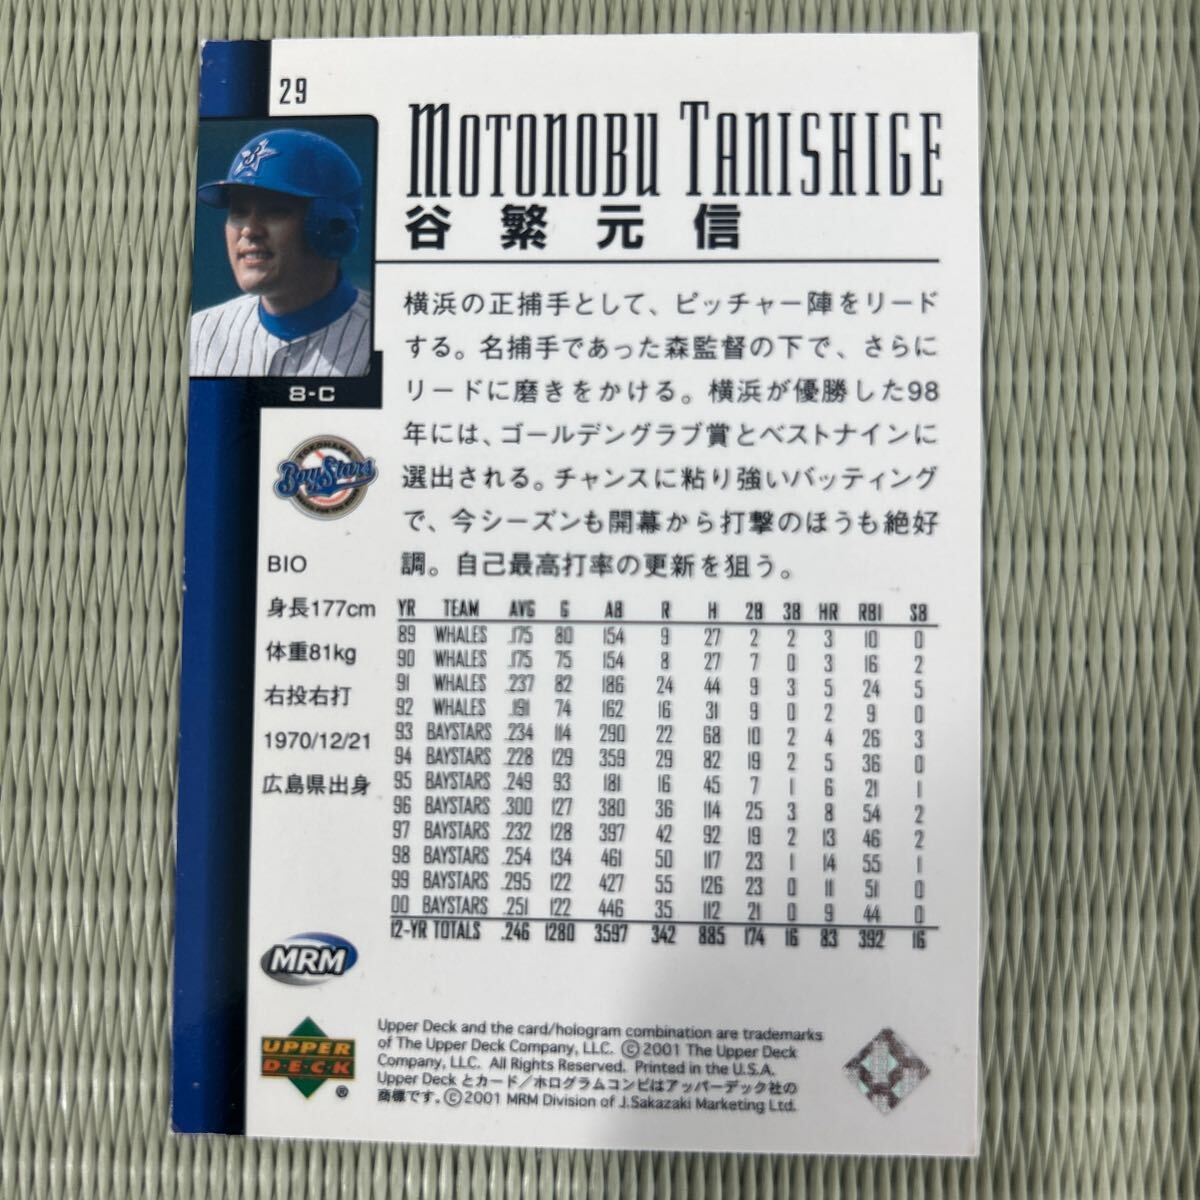 29
MOTONOBU TANISHIGE
谷繁元信
8-C
横浜の正捕手として、ピッチャー陣をリード
する。名捕手であった森監督の下で、さらに
リードに磨きをかける。横浜が優勝した98
年には、ゴールデングラブ賞とベストナインに
選出される。チャンスに粘り強いバッティング
で、今シーズンも開幕から打撃のほうも絶好
調。自己最高打率の更新を狙う。
YOKOHAMA
BayStars
BIO
身長177cm
体重81kg
右投右打
1970/12/21
広島県出身
YR TEAM AVG G AB R H 2B 3B HR RBI SB
89 WHALES .175 80 154 9 27 2 2 3 10 0
90 WHALES .175 75 154 8 27 7 0 3 16 2
91 WHALES .237 82 186 24 44 9 3 5 24 5
92 WHALES .191 74 162 16 31 9 0 2 9 0
93 BAYSTARS .234 114 290 22 68 10 2 4 26 3
94 BAYSTARS .228 129 359 29 82 19 2 5 36 0
95 BAYSTARS .249 93 181 16 45 7 1 6 21 1
96 BAYSTARS .300 127 380 36 114 25 3 8 54 2
97 BAYSTARS .232 128 397 42 92 19 2 13 46 2
98 BAYSTARS .254 134 461 50 117 23 1 14 55 1
99 BAYSTARS .295 122 427 55 126 23 0 11 51 0
00 BAYSTARS .251 122 446 35 112 21 0 9 44 0
12-YR TOTALS .246 1280 3597 342 885 174 16 83 392 16
MRM
UPPER
DECK
®
Upper Deck and the card/hologram combination are trademarks
of The Upper Deck Company, LLC. ©2001 The Upper Deck
Company, LLC. All Rights Reserved. Printed in the U.S.A.
Upper Deck とカード／ホログラムコンビはアッパーデック社の
商標です。©2001 MRM Division of J.Sakazaki Marketing Ltd.